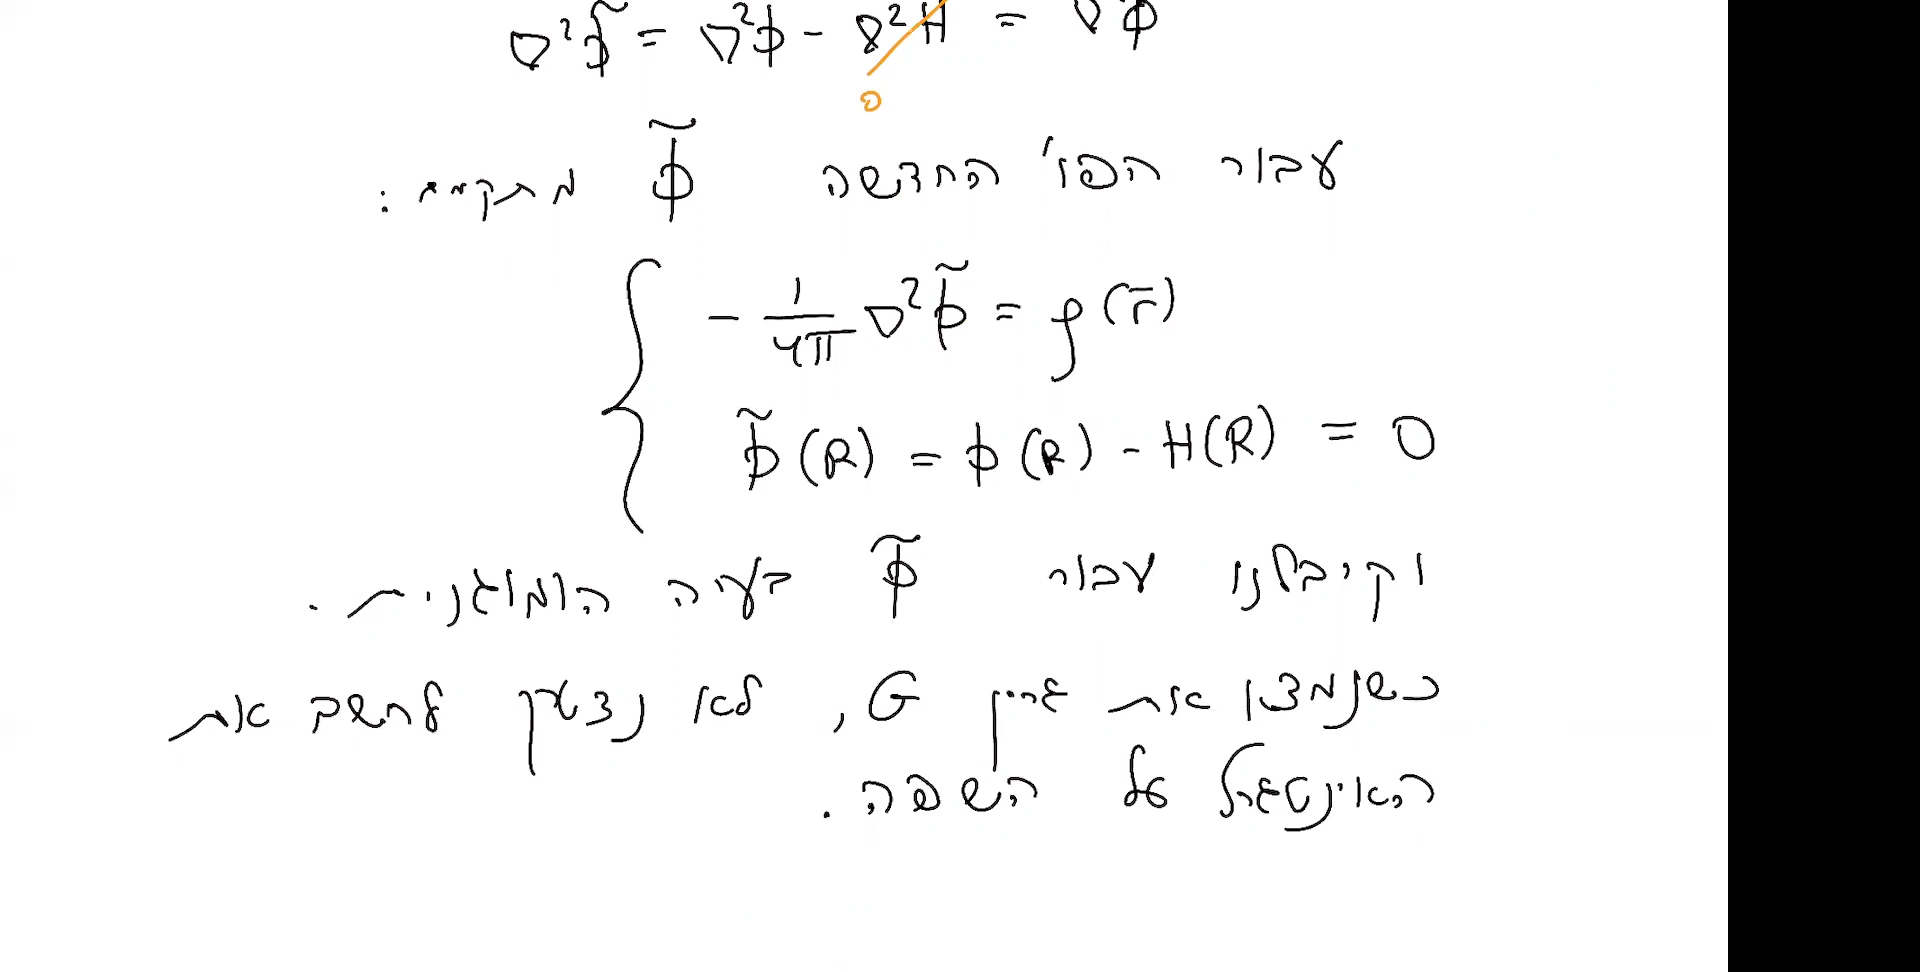 ∇²Φ̃ = ∇²Φ - ∇²H = ∇²Φ
0
עבור הפו' החדשה Φ̃ מתקיים :
- 1/4π ∇²Φ̃ = ρ(r̄)
Φ̃(R) = Φ(R) - H(R) = 0
וקיבלנו עבור Φ̃ בעיה הומוגנית .
כשנמצא את גרין G, לא נצטרך לחשב את
האינטגרל על השפה .